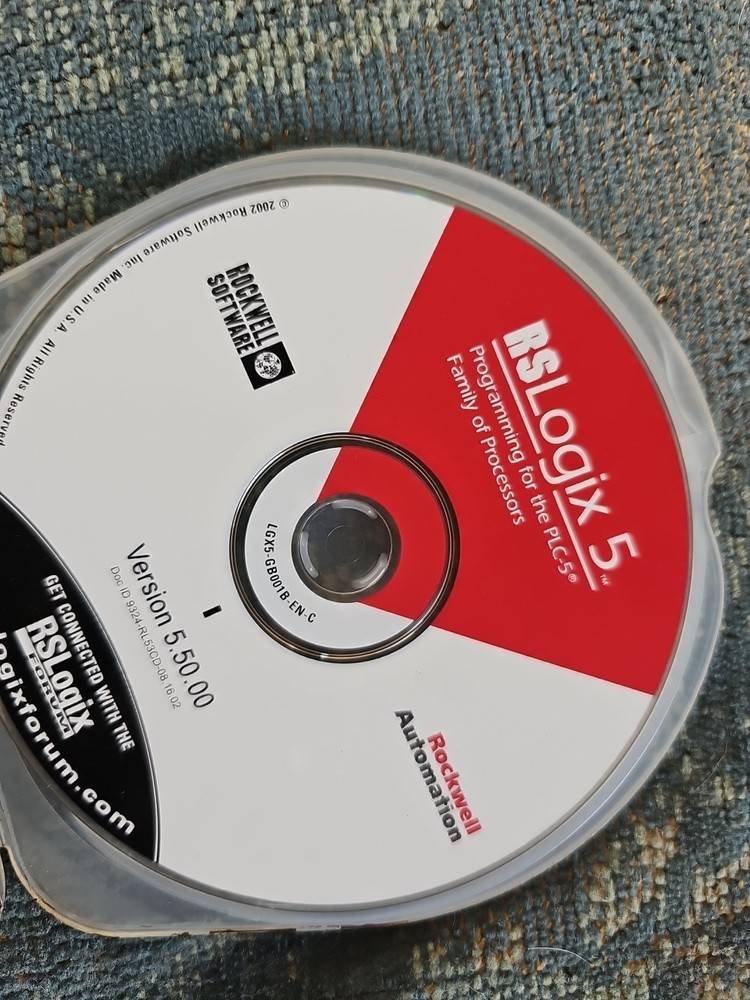 RSLogix 5™
Programming for the PLC-5®
Family of Processors
ROCKWELL
SOFTWARE
© 2002 Rockwell Software Inc. Made in U.S.A. All Rights Reserved
LGX5-GB001B-EN-C
Version 5.50.00
Doc ID 9324-RL53CD-08.16.02
Rockwell
Automation
GET CONNECTED WITH THE
RSLogix
FORUM
logixforum.com